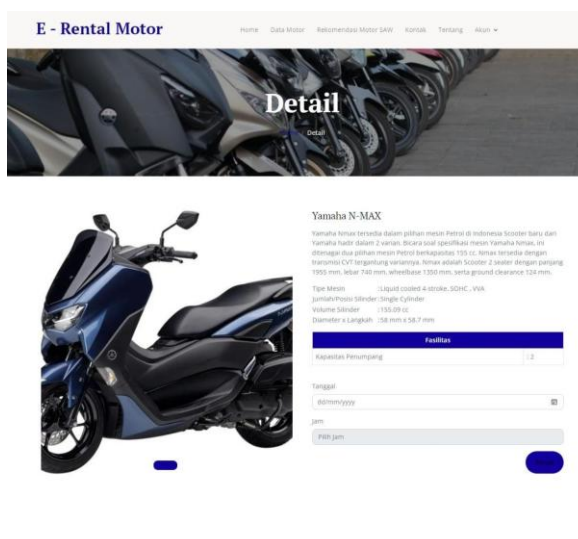 E - Rental Motor
Home Data Motor Rekomendasi Motor SAW Kontak Tentang Akun
Detail
Detail
Yamaha N-MAX
Yamaha Nmax tersedia dalam pilihan mesin Petrol di Indonesia Scooter baru dari
Yamaha hadir dalam 2 varian. Bicara soal spesifikasi mesin Yamaha Nmax, ini
ditenagai dua pilihan mesin Petrol berkapasitas 155 cc. Nmax tersedia dengan
transmisi CVT tergantung variannya. Nmax adalah Scooter 2 seater dengan panjang
1955 mm, lebar 740 mm, wheelbase 1350 mm, serta ground clearance 124 mm.
Tipe Mesin :Liquid cooled 4-stroke, SOHC , VVA
Jumlah/Posisi Silinder :Single Cylinder
Volume Silinder :155.09 cc
Diameter x Langkah :58 mm x 58.7 mm
Fasilitas
Kapasitas Penumpang : 2
Tanggal
dd/mm/yyyy
Jam
Pilih Jam